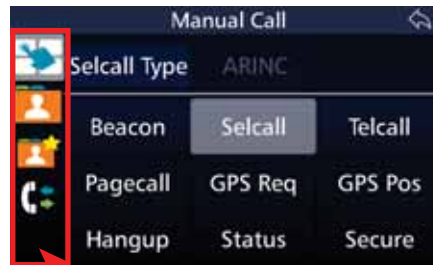 Manual Call
Selcall Type ARINC
Beacon Selcall Telcall
Pagecall GPS Req GPS Pos
Hangup Status Secure